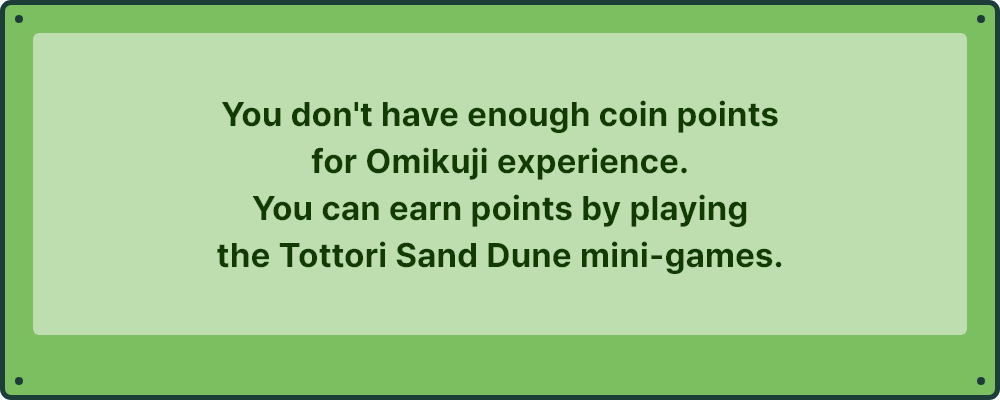 You don't have enough coin points
for Omikuji experience.
You can earn points by playing
the Tottori Sand Dune mini-games.